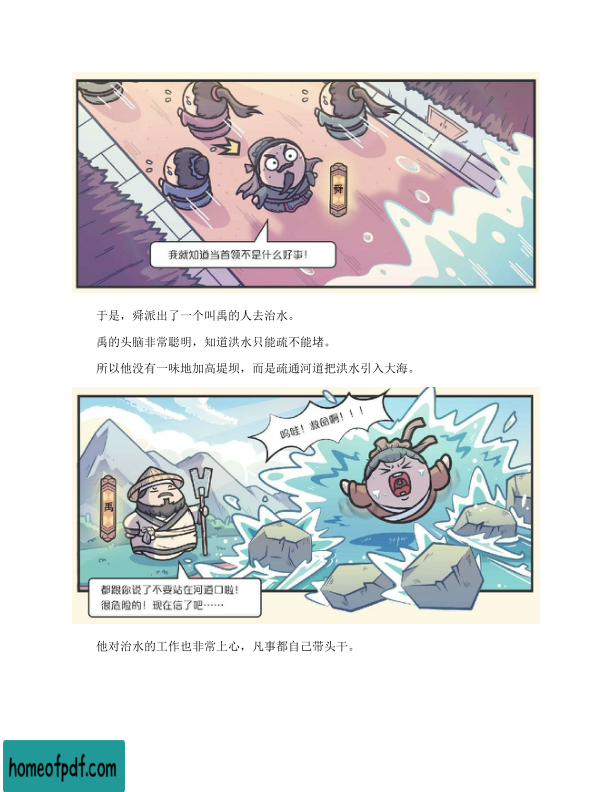 舜
我就知道当首领不是什么好事！
于是，舜派出了一个叫禹的人去治水。
禹的头脑非常聪明，知道洪水只能疏不能堵。
所以他没有一味地加高堤坝，而是疏通河道把洪水引入大海。
呜哇！救命啊！！！
禹
都跟你说了不要站在河道口啦！
很危险的！现在信了吧……
他对治水的工作也非常上心，凡事都自己带头干。
homeofpdf.com